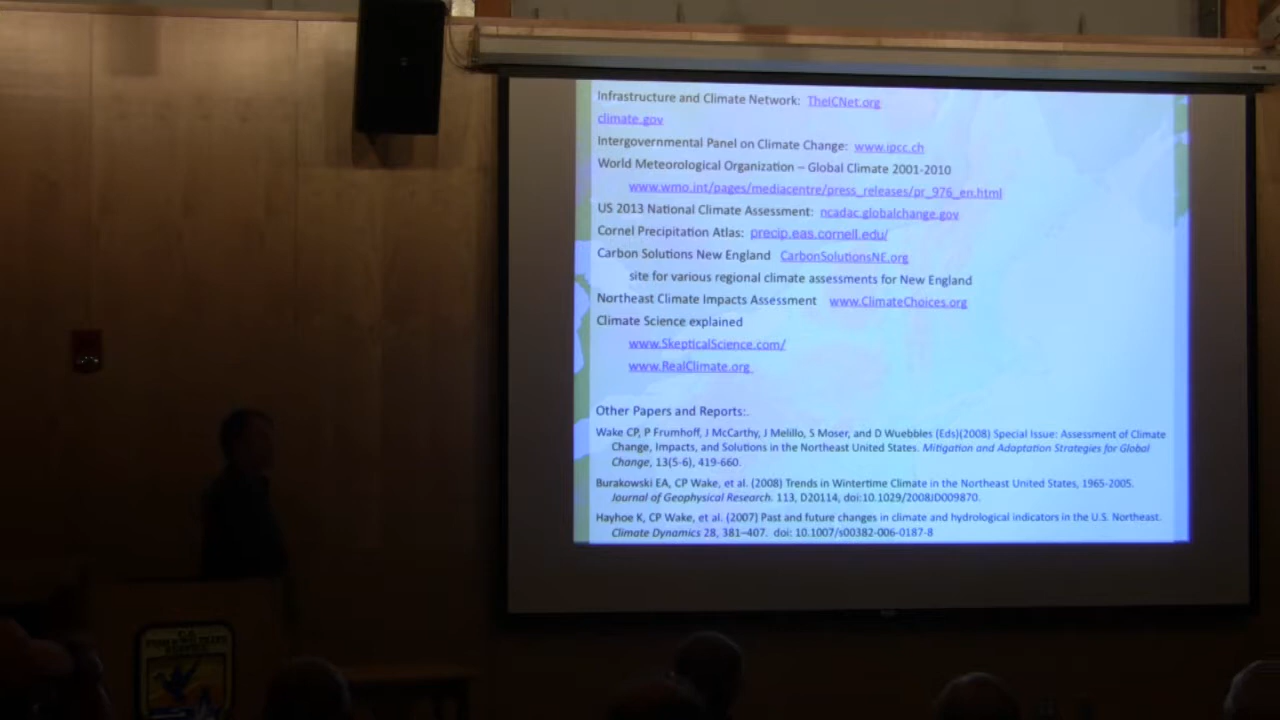 Infrastructure and Climate Network: TheICNet.org
climate.gov
Intergovernmental Panel on Climate Change: www.ipcc.ch
World Meteorological Organization – Global Climate 2001-2010
www.wmo.int/pages/mediacentre/press_releases/pr_976_en.html
US 2013 National Climate Assessment: ncadac.globalchange.gov
Cornel Precipitation Atlas: precip.eas.cornell.edu/
Carbon Solutions New England CarbonSolutionsNE.org
site for various regional climate assessments for New England
Northeast Climate Impacts Assessment www.ClimateChoices.org
Climate Science explained
www.SkepticalScience.com/
www.RealClimate.org
Other Papers and Reports:.
Wake CP, P Frumhoff, J McCarthy, J Melillo, S Moser, and D Wuebbles (Eds)(2008) Special Issue: Assessment of Climate
Change, Impacts, and Solutions in the Northeast United States. Mitigation and Adaptation Strategies for Global
Change, 13(5-6), 419-660.
Burakowski EA, CP Wake, et al. (2008) Trends in Wintertime Climate in the Northeast United States, 1965-2005.
Journal of Geophysical Research. 113, D20114, doi:10.1029/2008JD009870.
Hayhoe K, CP Wake, et al. (2007) Past and future changes in climate and hydrological indicators in the U.S. Northeast.
Climate Dynamics 28, 381–407. doi: 10.1007/s00382-006-0187-8
U.S.
FISH & WILDLIFE
SERVICE